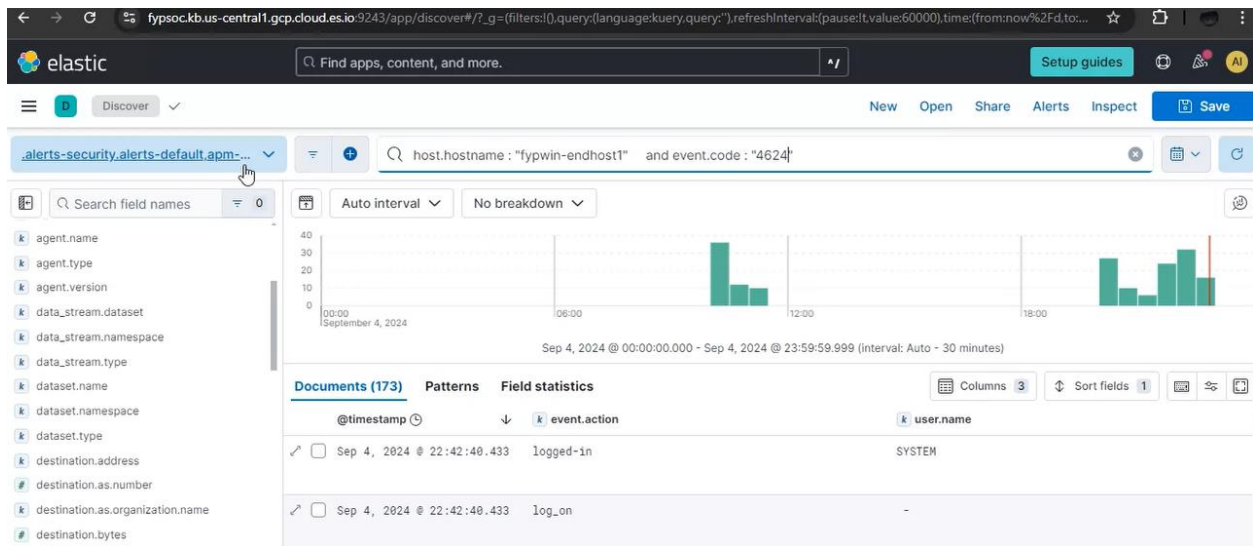 fypsoc.kb.us-central1.gcp.cloud.es.io:9243/app/discover#/?_g=(filters:!(),query:(language:kuery,query:''),refreshInterval:(pause:!t,value:60000),time:(from:now%2Fd,to:...
elastic
Find apps, content, and more.
^/
Setup guides
AI
D
Discover
New
Open
Share
Alerts
Inspect
Save
.alerts-security.alerts-default,apm-...
host.hostname : "fypwin-endhost1" and event.code : "4624"
Search field names
0
Auto interval
No breakdown
k agent.name
k agent.type
k agent.version
k data_stream.dataset
k data_stream.namespace
k data_stream.type
k dataset.name
k dataset.namespace
k dataset.type
k destination.address
# destination.as.number
k destination.as.organization.name
# destination.bytes
40
30
20
10
0
00:00
September 4, 2024
06:00
12:00
18:00
Sep 4, 2024 @ 00:00:00.000 - Sep 4, 2024 @ 23:59:59.999 (interval: Auto - 30 minutes)
Documents (173)
Patterns
Field statistics
Columns 3
Sort fields 1
@timestamp
k event.action
k user.name
Sep 4, 2024 @ 22:42:40.433 logged-in SYSTEM
Sep 4, 2024 @ 22:42:40.433 log_on -